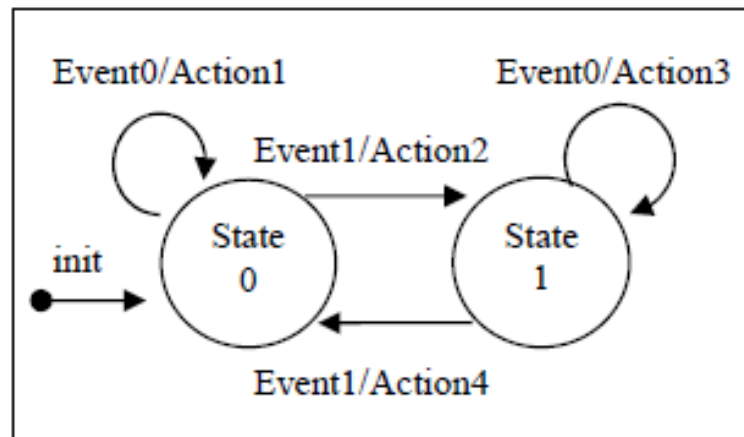 Event0/Action1
Event0/Action3
Event1/Action2
State
0
State
1
init
Event1/Action4